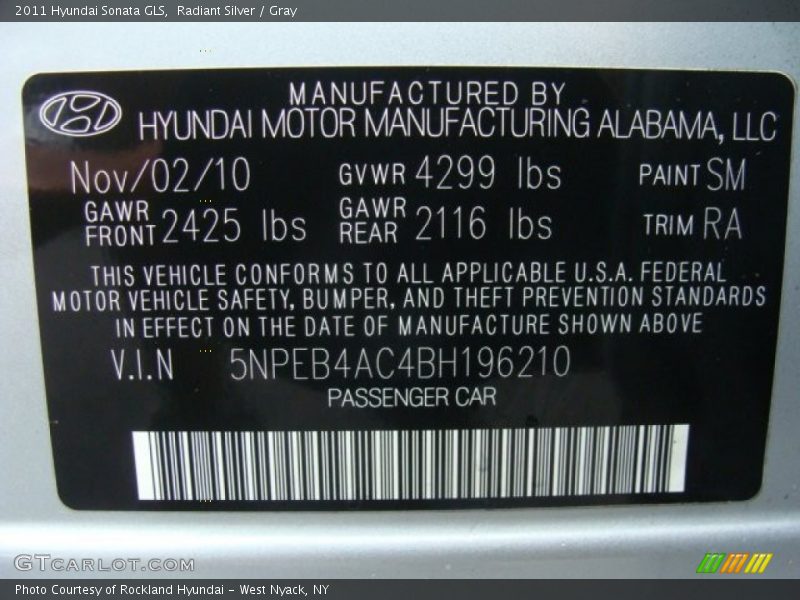 2011 Hyundai Sonata GLS,  Radiant Silver / Gray
MANUFACTURED BY
HYUNDAI MOTOR MANUFACTURING ALABAMA, LLC
Nov/02/10 GVWR 4299 lbs PAINT SM
GAWR FRONT 2425 lbs GAWR REAR 2116 lbs TRIM RA
THIS VEHICLE CONFORMS TO ALL APPLICABLE U.S.A. FEDERAL
MOTOR VEHICLE SAFETY, BUMPER, AND THEFT PREVENTION STANDARDS
IN EFFECT ON THE DATE OF MANUFACTURE SHOWN ABOVE
V.I.N 5NPEB4AC4BH196210
PASSENGER CAR
GTCARLOT.COM
Photo Courtesy of Rockland Hyundai - West Nyack, NY